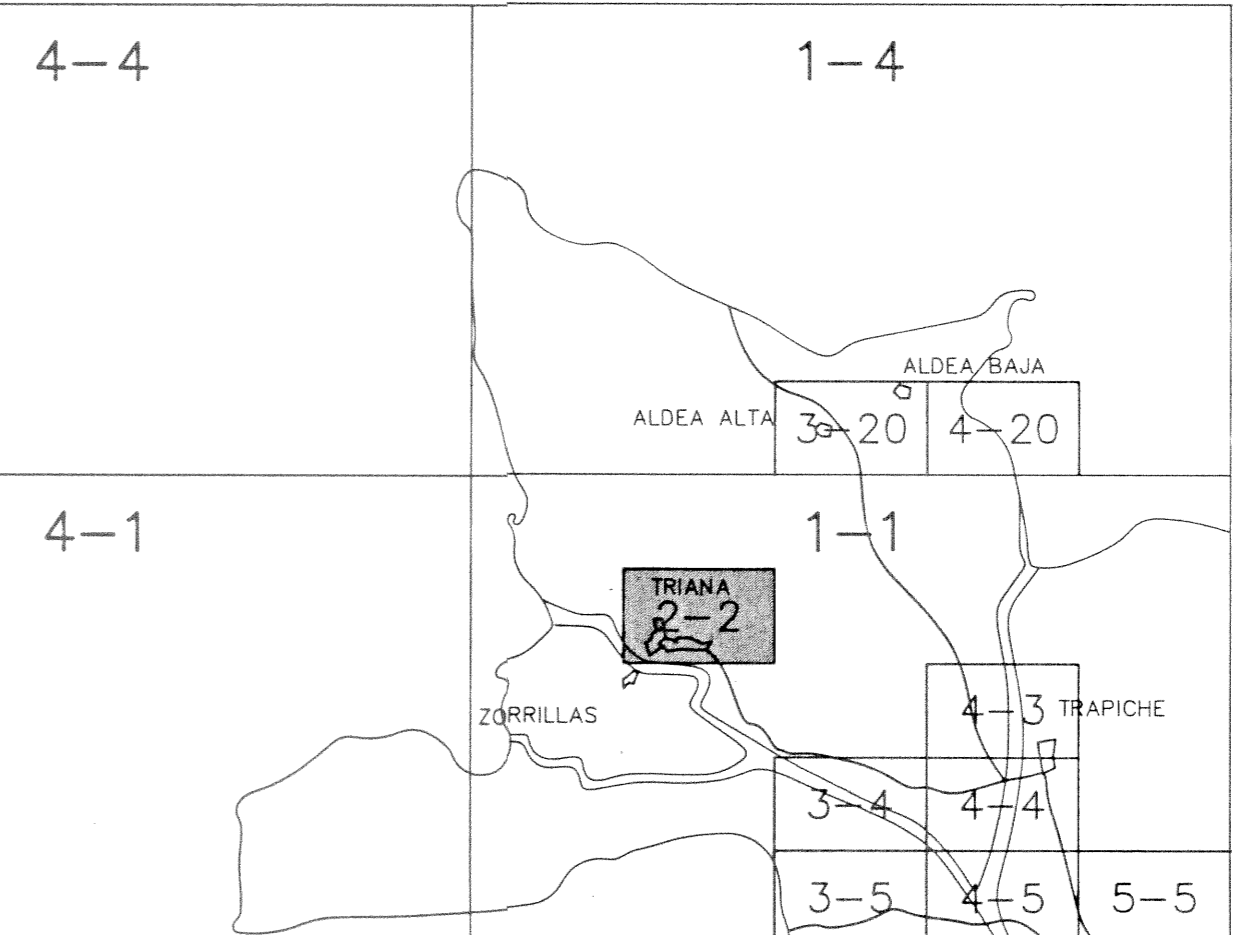 4-4
1-4
ALDEA BAJA
ALDEA ALTA
3-20
4-20
4-1
1-1
TRIANA
2-2
ZORRILLAS
4-3
TRAPICHE
3-4
4-4
3-5
4-5
5-5